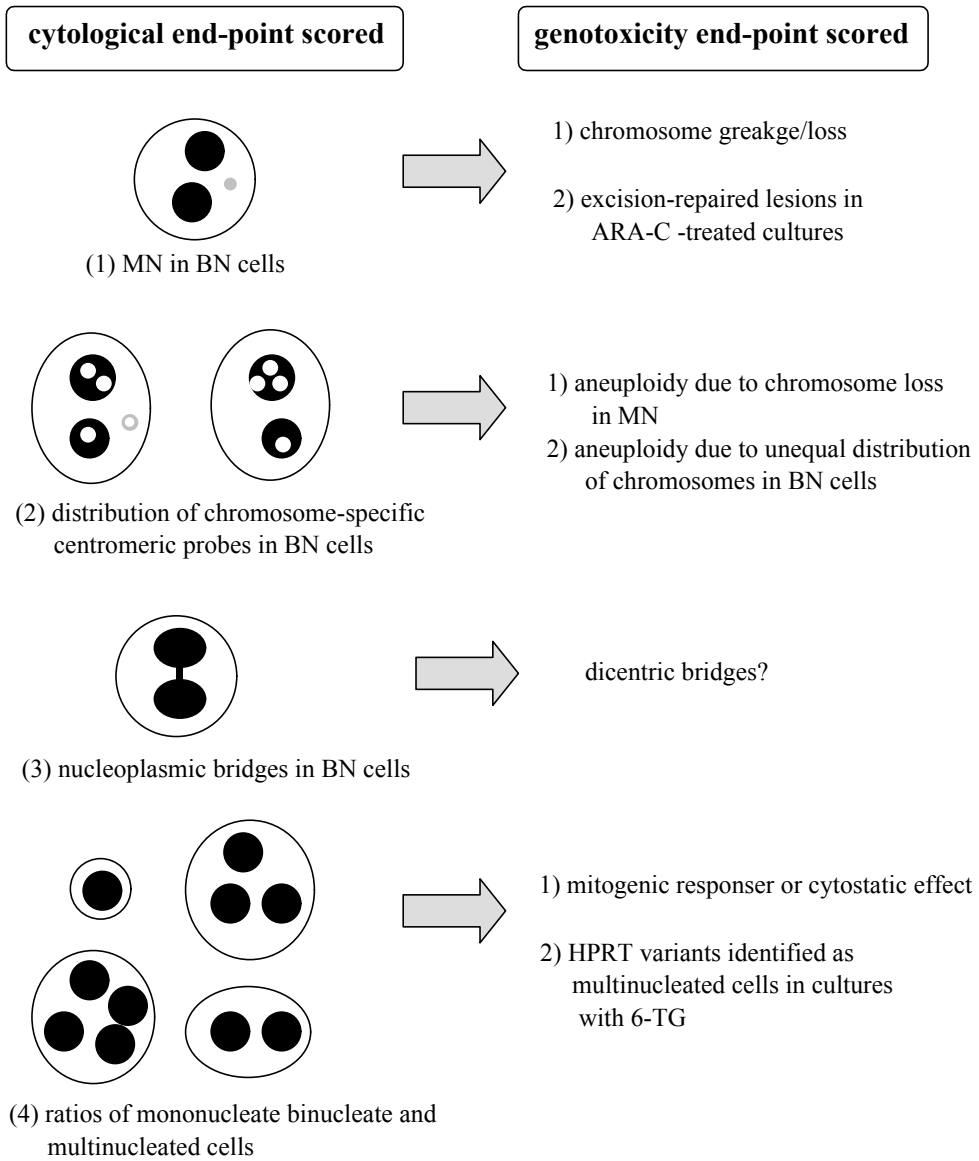 cytological end-point scored
genotoxicity end-point scored
1) chromosome greakge/loss
2) excision-repaired lesions in
ARA-C -treated cultures
(1) MN in BN cells
1) aneuploidy due to chromosome loss
in MN
2) aneuploidy due to unequal distribution
of chromosomes in BN cells
(2) distribution of chromosome-specific
centromeric probes in BN cells
dicentric bridges?
(3) nucleoplasmic bridges in BN cells
1) mitogenic responser or cytostatic effect
2) HPRT variants identified as
multinucleated cells in cultures
with 6-TG
(4) ratios of mononucleate binucleate and
multinucleated cells